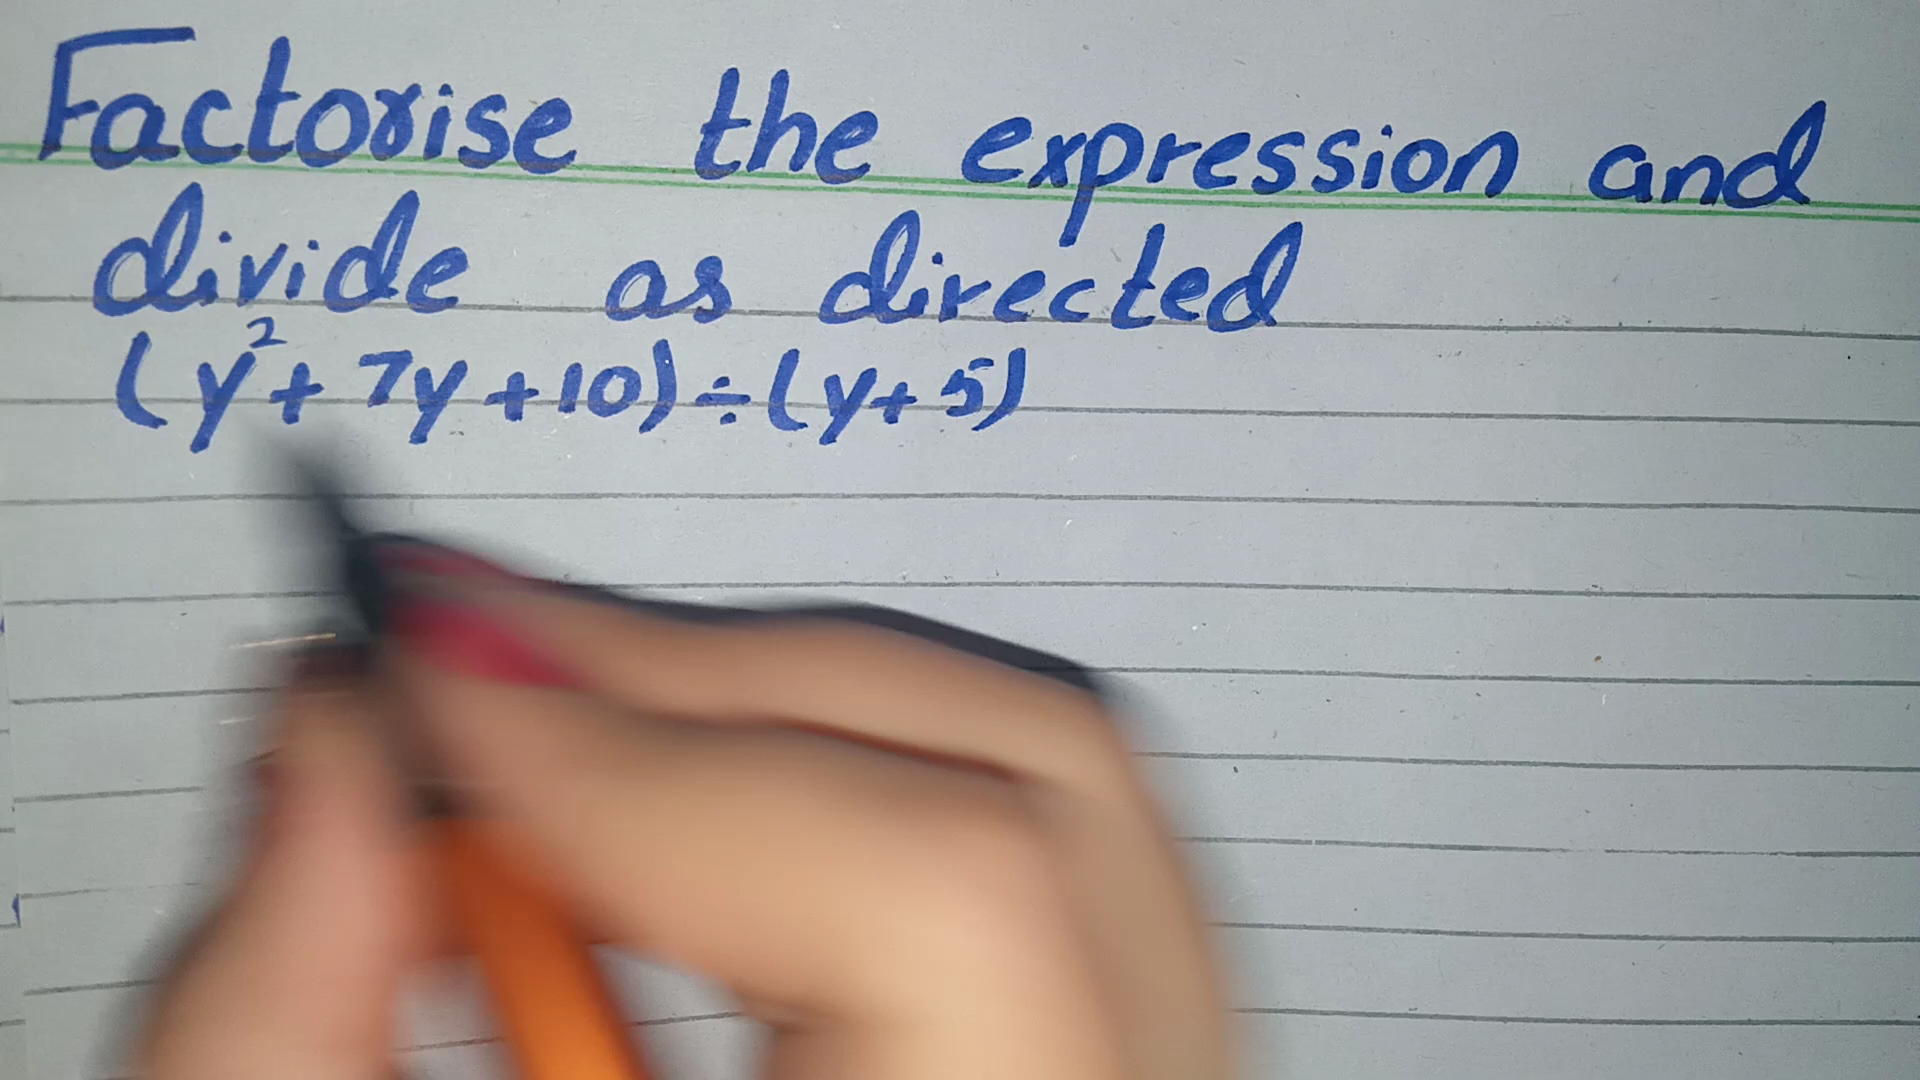 Factorise the expression and
divide as directed
(y² + 7y + 10) ÷ (y + 5)